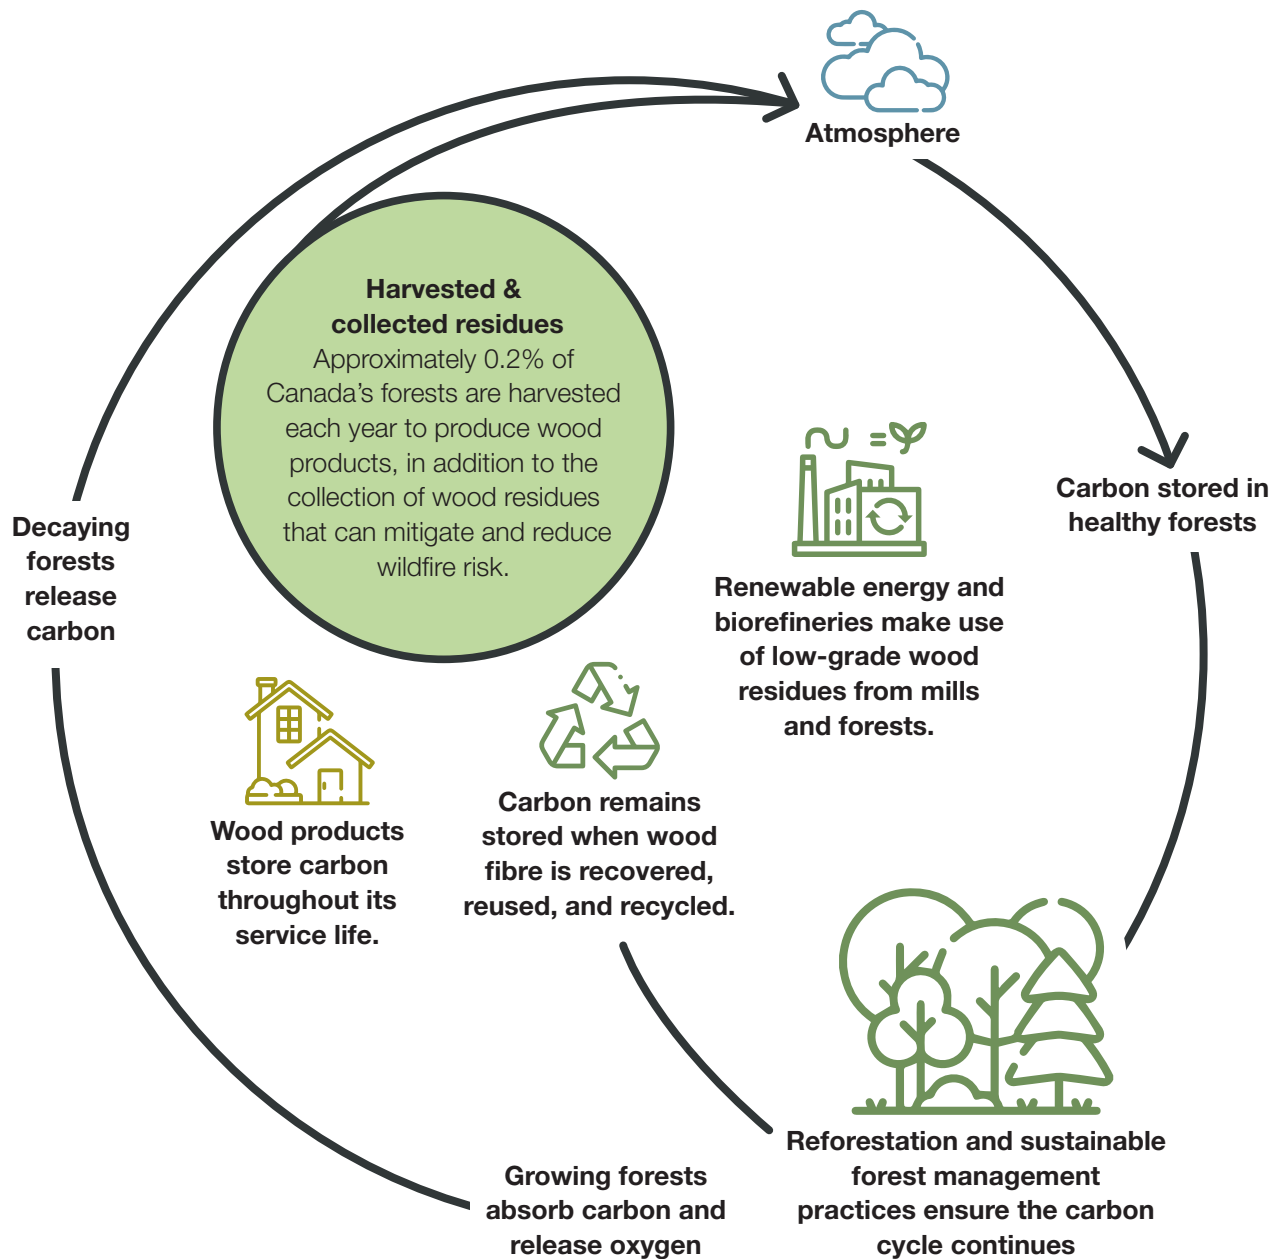 Atmosphere
Harvested &
collected residues
Approximately 0.2% of
Canada’s forests are harvested
each year to produce wood
products, in addition to the
collection of wood residues
that can mitigate and reduce
wildfire risk.
Carbon stored in
healthy forests
Decaying
forests
release
carbon
=
Renewable energy and
biorefineries make use
of low-grade wood
residues from mills
and forests.
Wood products
store carbon
throughout its
service life.
Carbon remains
stored when wood
fibre is recovered,
reused, and recycled.
Reforestation and sustainable
forest management
practices ensure the carbon
cycle continues
Growing forests
absorb carbon and
release oxygen